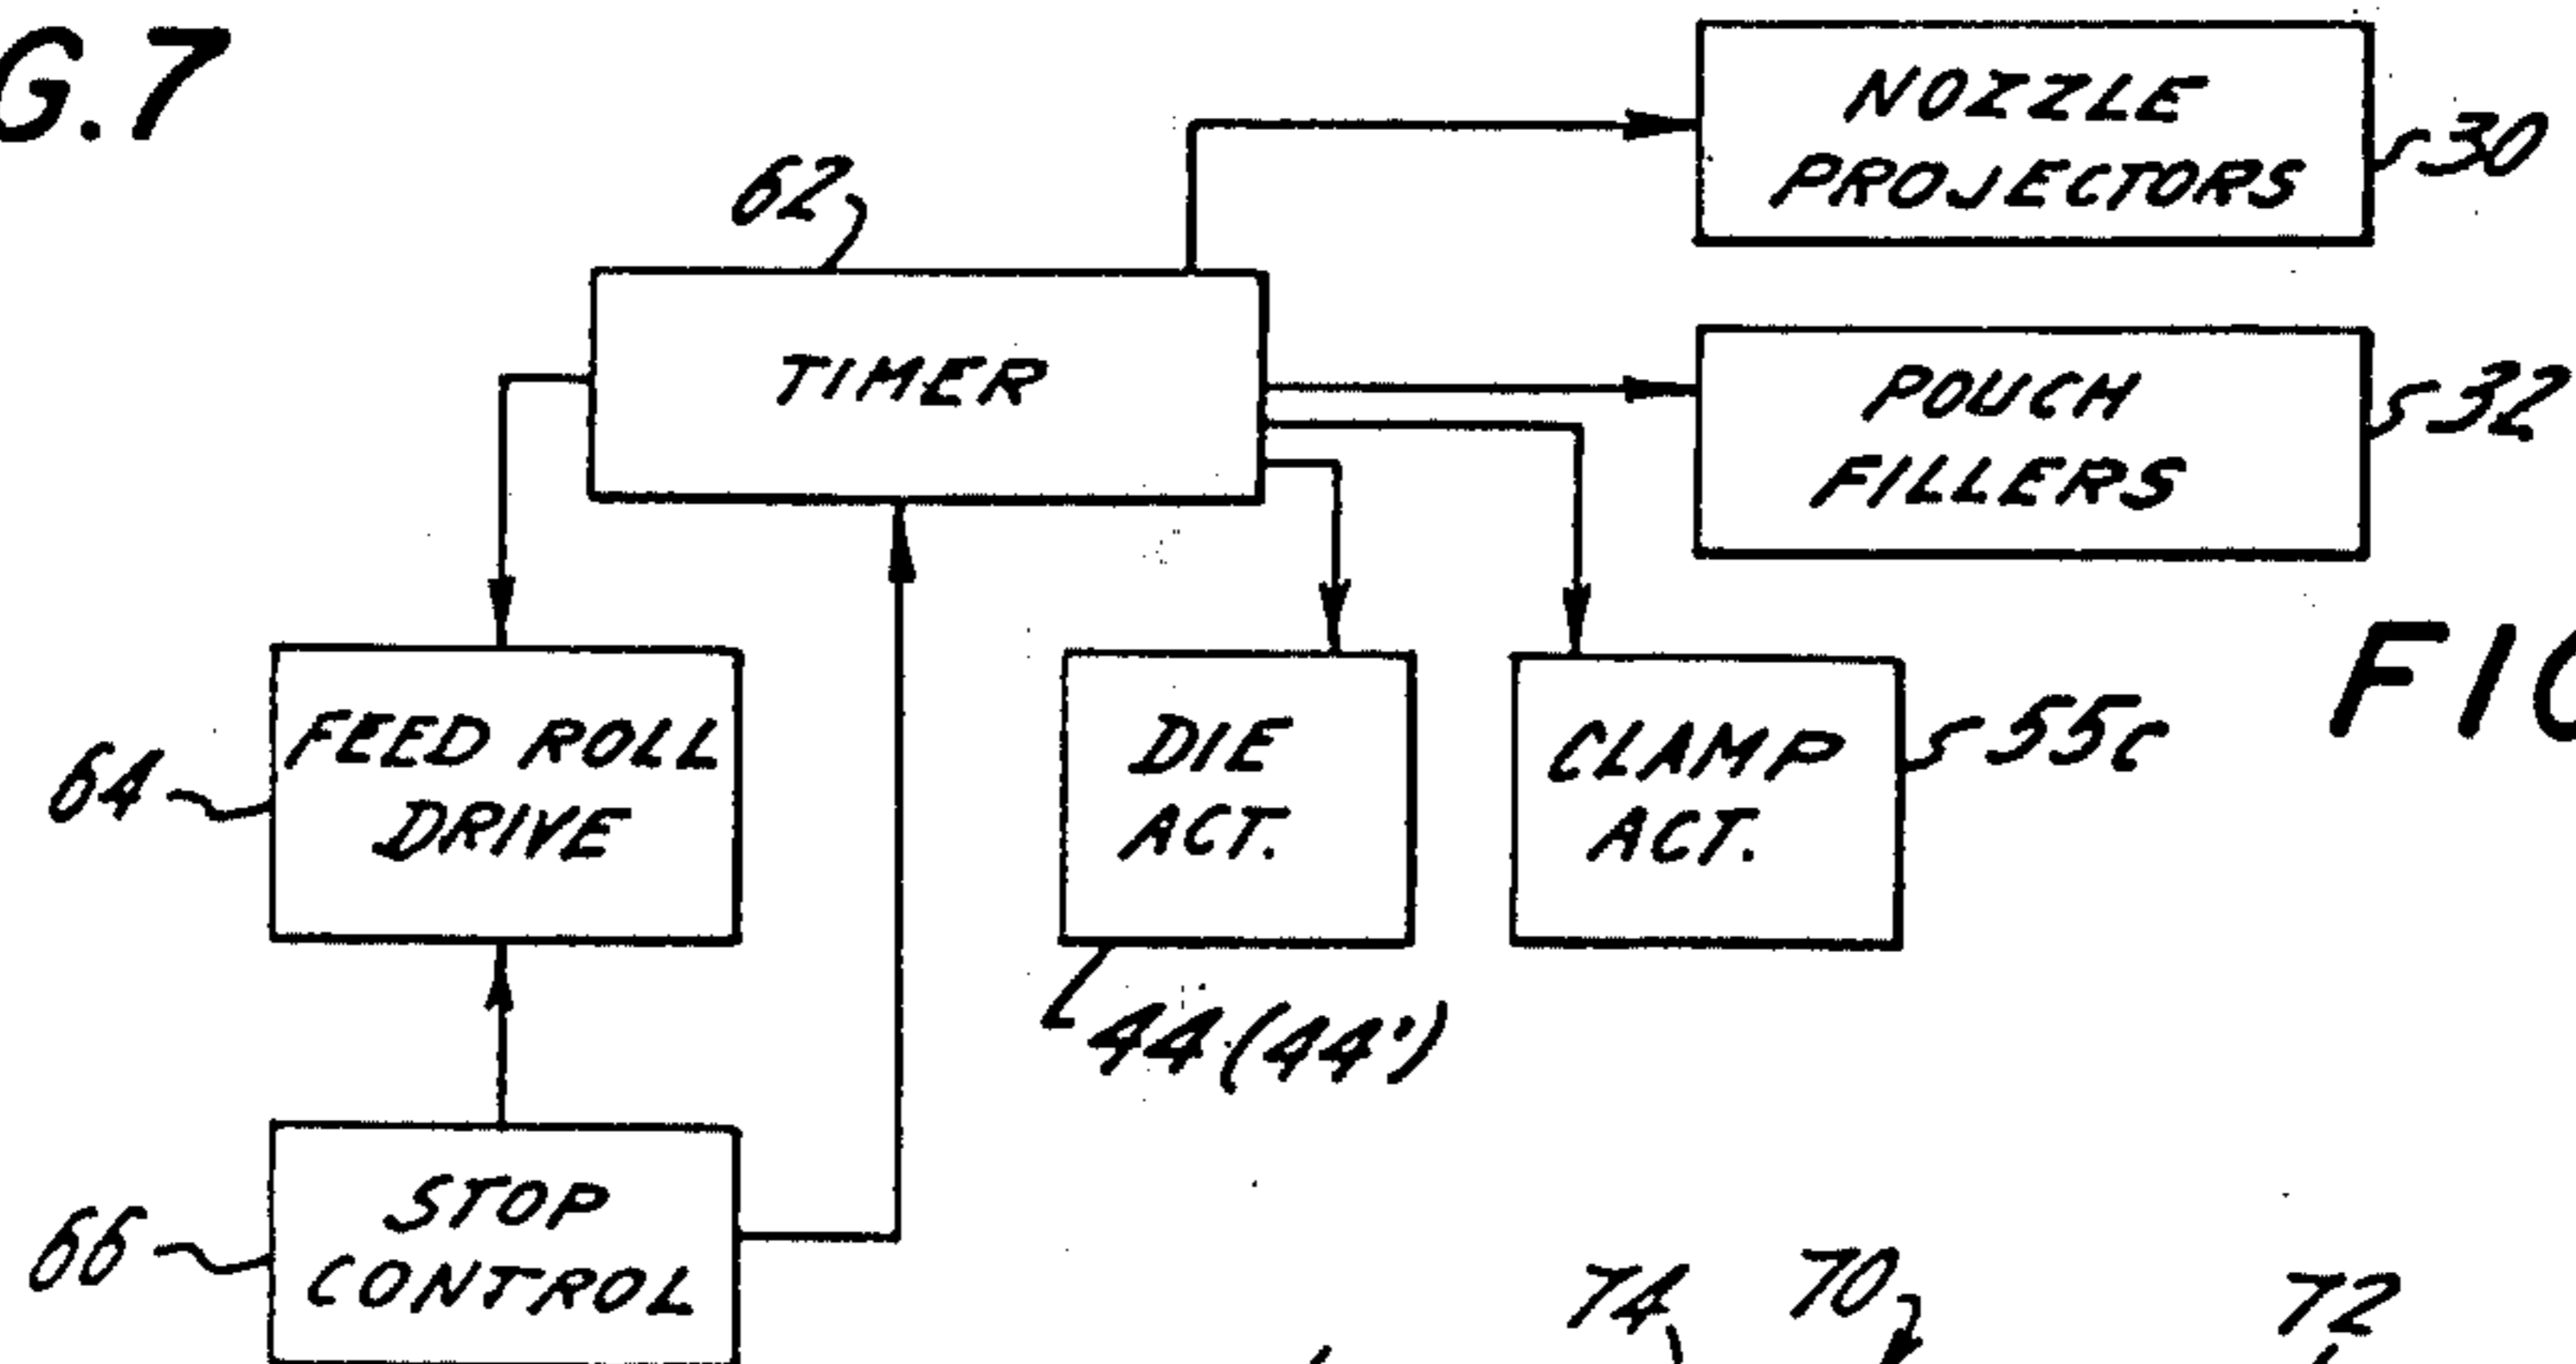 G.7
NOZZLE
PROJECTORS
30
62
TIMER
POUCH
FILLERS
32
FEED ROLL
DRIVE
64
DIE
ACT.
44(44')
CLAMP
ACT.
55c
FIG
STOP
CONTROL
66
74
70
72